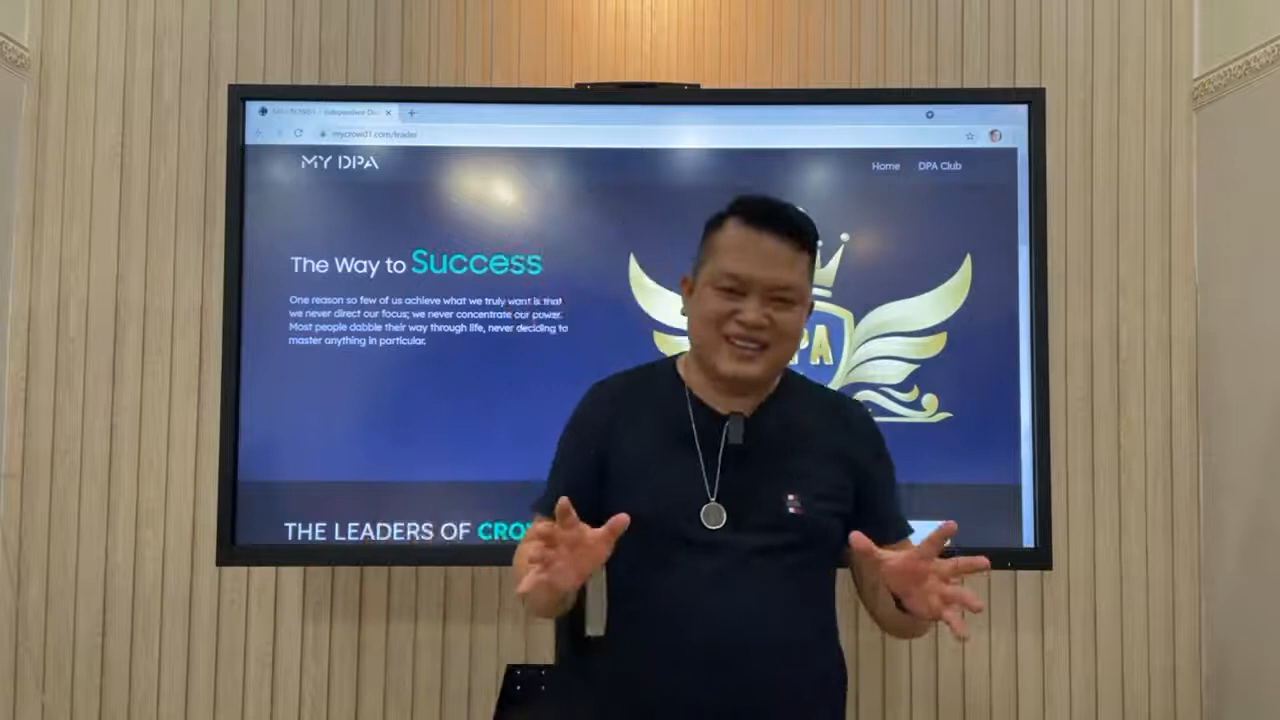 mycrowd1.com/leader
MY DPA
Home
DPA Club
The Way to Success
One reason so few of us achieve what we truly want is that
we never direct our focus; we never concentrate our power.
Most people dabble their way through life, never deciding to
master anything in particular.
PA
THE LEADERS OF CRO